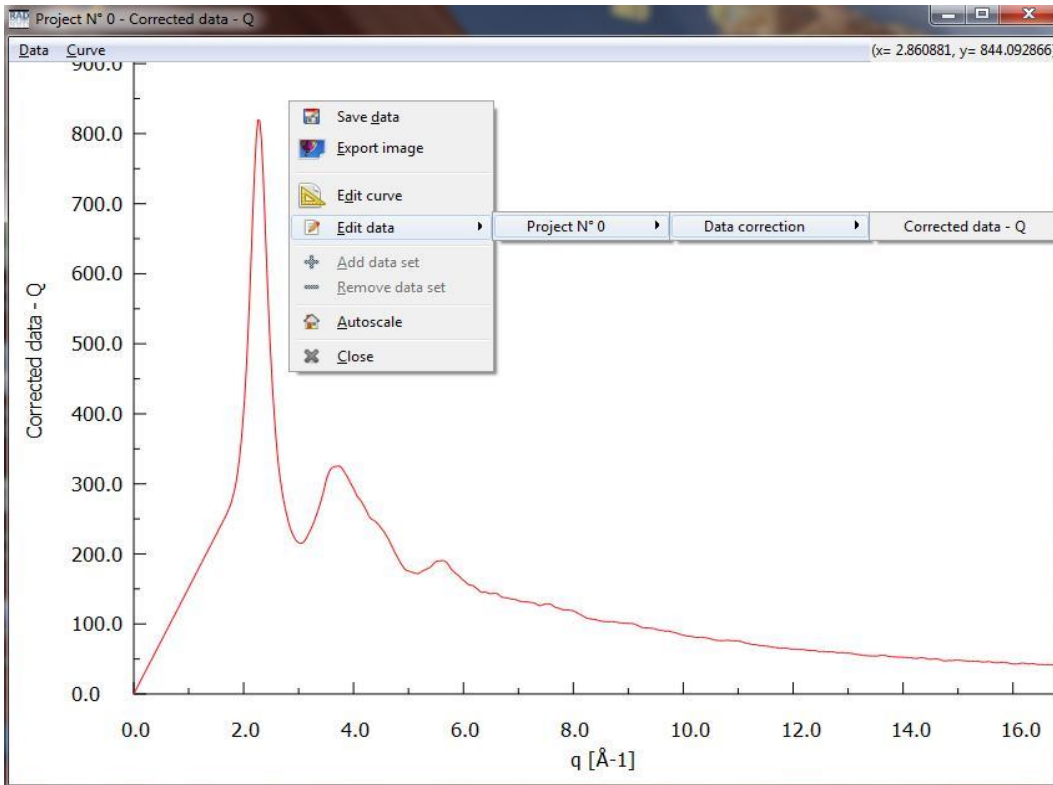 Project N° 0 - Corrected data - Q
Data Curve
(x= 2.860881, y= 844.092866)
900.0
800.0
700.0
600.0
500.0
400.0
300.0
200.0
100.0
0.0
Corrected data - Q
Save data
Export image
Edit curve
Edit data Project N° 0 Data correction Corrected data - Q
Add data set
Remove data set
Autoscale
Close
0.0 2.0 4.0 6.0 8.0 10.0 12.0 14.0 16.0
q [Å-1]